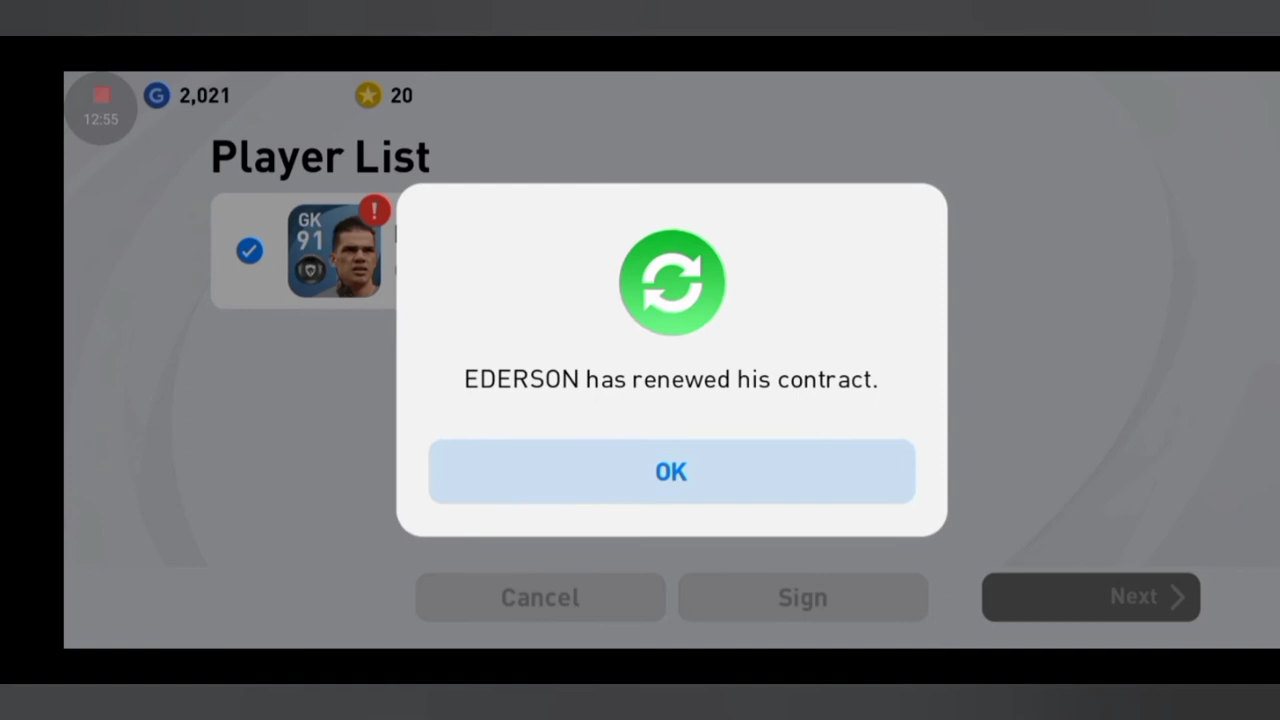 G 2,021
20
12:55
Player List
GK
91
!
EDERSON has renewed his contract.
OK
Cancel
Sign
Next